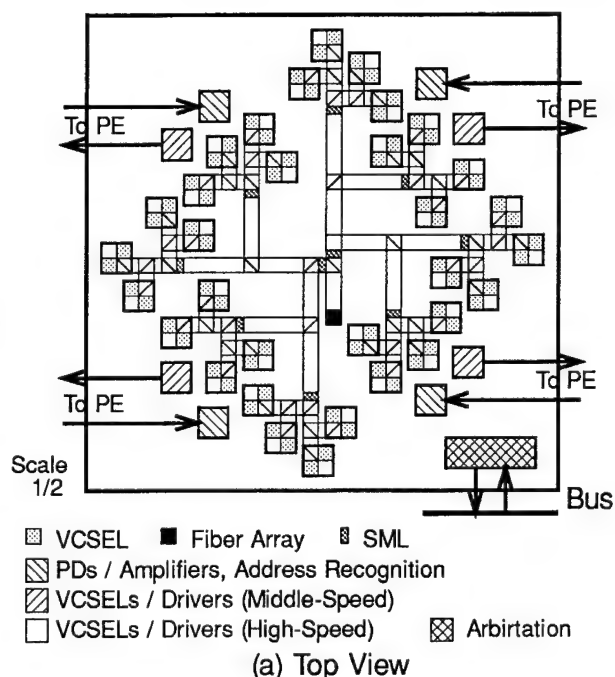 To PE
To PE
To PE
To PE
Scale
1/2
Bus
VCSEL Fiber Array SML
PDs / Amplifiers, Address Recognition
VCSELs / Drivers (Middle-Speed)
VCSELs / Drivers (High-Speed) Arbirtation
(a) Top View